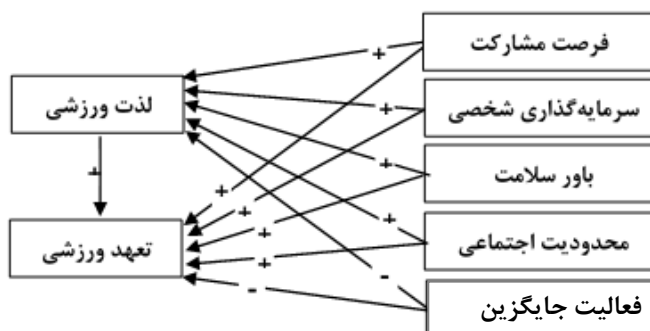 فرصت مشارکت
سرمایه‌گذاری شخصی
باور سلامت
محدودیت اجتماعی
فعالیت جایگزین
لذت ورزشی
تعهد ورزشی
+
+
+
+
-
+
+
+
+
+
-